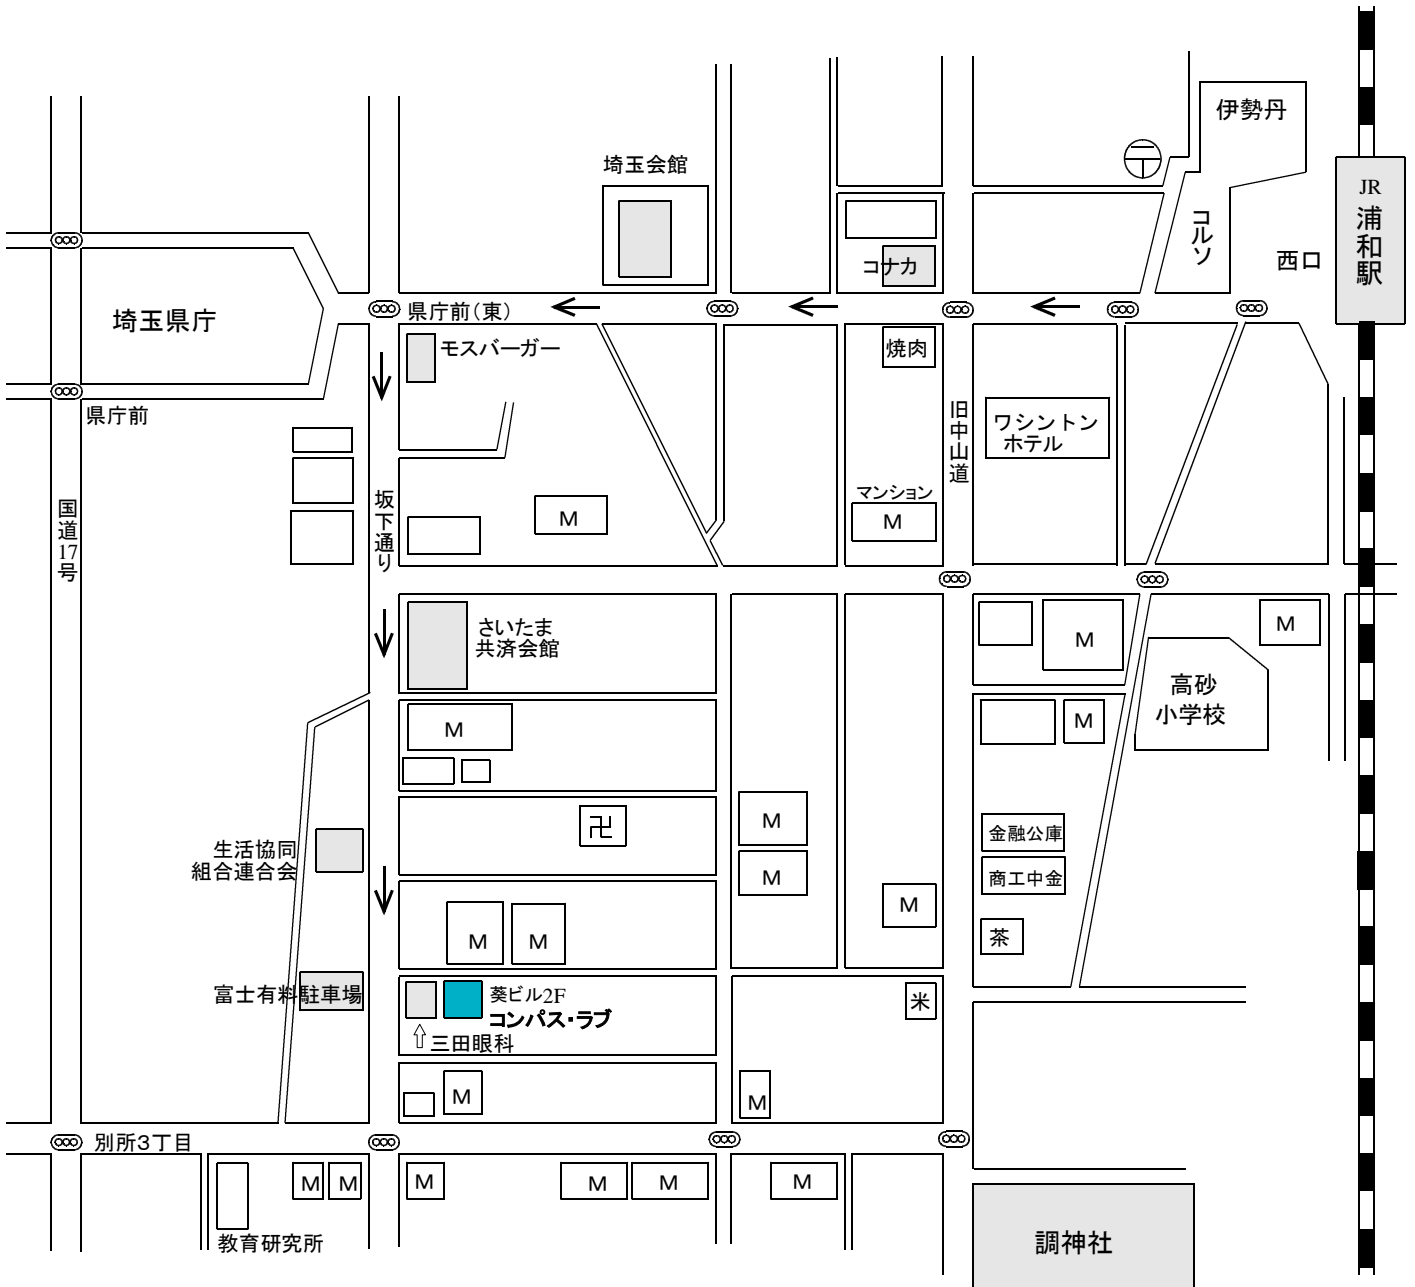 伊勢丹
埼玉会館
JR
浦和駅
コルソ
西口
コナカ
県庁前（東）
埼玉県庁
モスバーガー
焼肉
県庁前
旧中山道
ワシントン
ホテル
マンション
M
M
国道17号
坂下通り
さいたま
共済会館
M
M
高砂
小学校
M
M
卍
M
金融公庫
生活協同
組合連合会
M
商工中金
M
M
M
茶
富士有料駐車場
葵ビル2F
コンパス・ラブ
米
三田眼科
M
M
別所3丁目
M
M
M
M
M
M
教育研究所
調神社